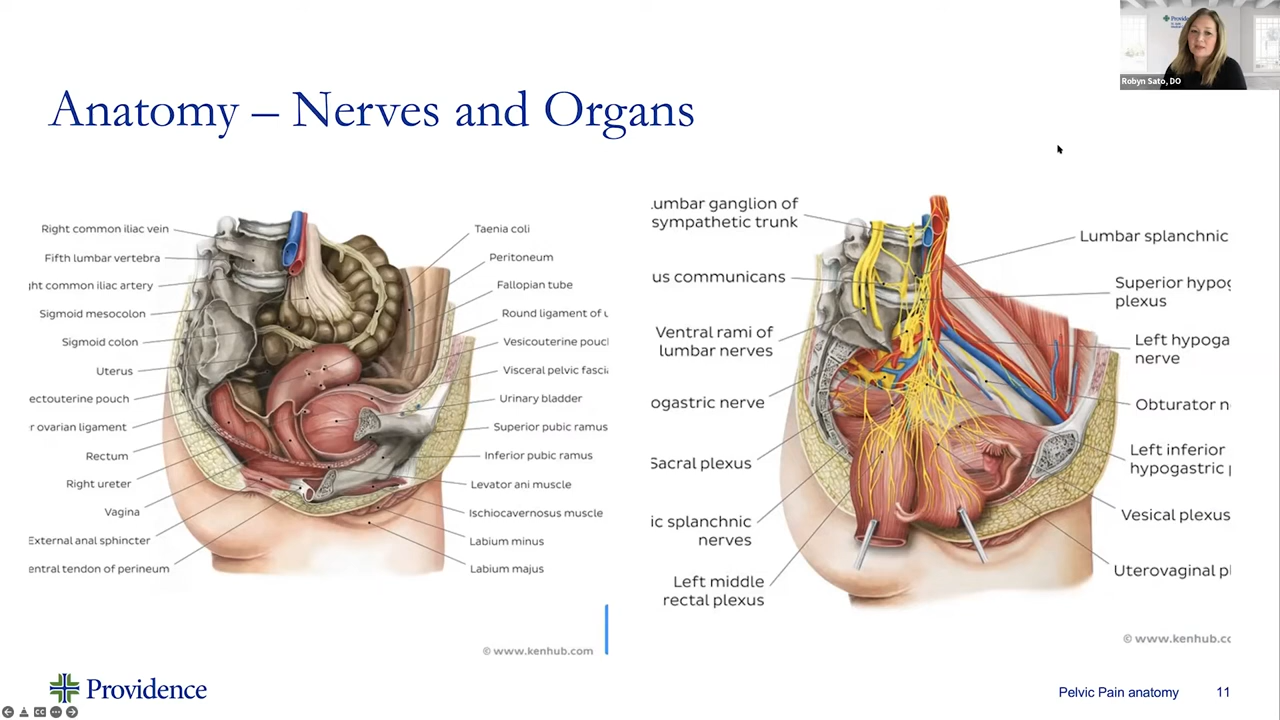 Robyn Sato, DO
Anatomy – Nerves and Organs
Right common iliac vein
Fifth lumbar vertebra
ht common iliac artery
Sigmoid mesocolon
Sigmoid colon
Uterus
ectouterine pouch
r ovarian ligament
Rectum
Right ureter
Vagina
External anal sphincter
entral tendon of perineum
Taenia coli
Peritoneum
Fallopian tube
Round ligament of u
Vesicouterine pouch
Visceral pelvic fascia
Urinary bladder
Superior pubic ramus
Inferior pubic ramus
Levator ani muscle
Ischiocavernosus muscle
Labium minus
Labium majus
© www.kenhub.com
Lumbar ganglion of
sympathetic trunk
us communicans
Ventral rami of
lumbar nerves
ogastric nerve
Sacral plexus
ic splanchnic
nerves
Left middle
rectal plexus
Lumbar splanchnic
Superior hypog
plexus
Left hypoga
nerve
Obturator n
Left inferior
hypogastric p
Vesical plexus
Uterovaginal pl
© www.kenhub.co
Providence
Pelvic Pain anatomy 11